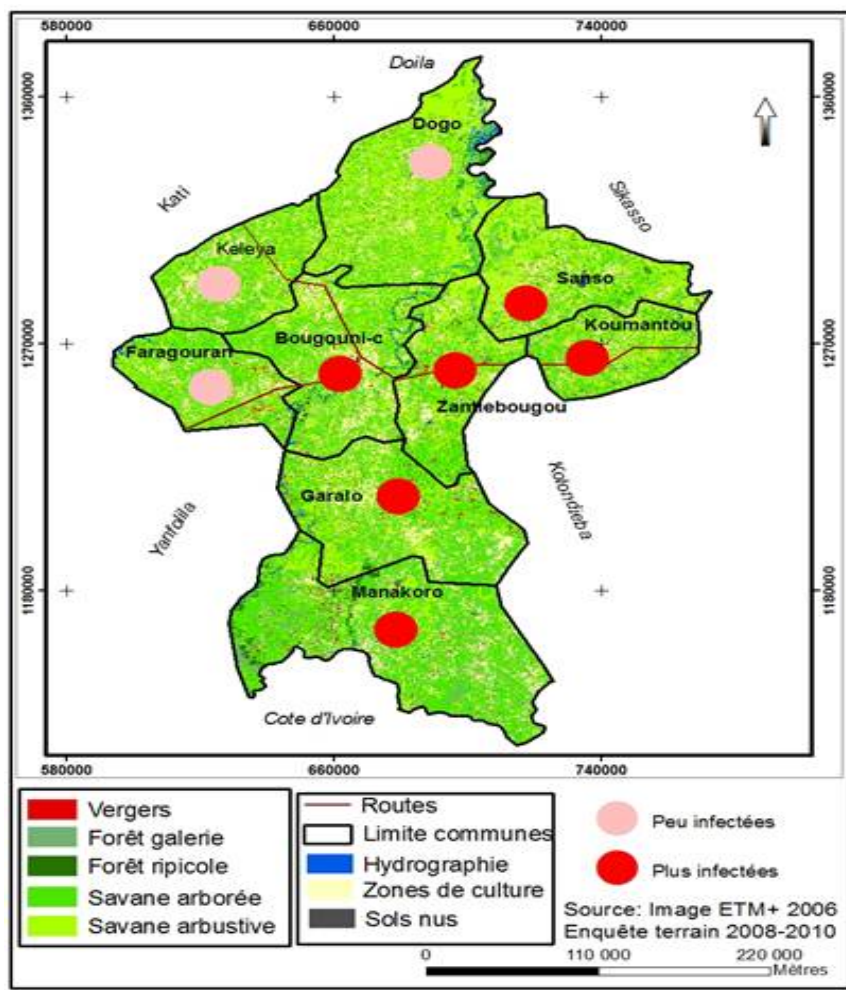 580000 660000 740000
Doila
1360000 1360000
Dogo
Kati
Sikasso
Keleya
Sanso
Koumantou
1270000 1270000
Bougouni-c
Faragouran
Zantiebougou
Kolondieba
Garalo
Yanfolila
1180000 1180000
Manakoro
Cote d'Ivoire
580000 660000 740000
Vergers
Forêt galerie
Forêt ripicole
Savane arborée
Savane arbustive
Routes
Limite communes
Hydrographie
Zones de culture
Sols nus
Peu infectées
Plus infectées
Source: Image ETM+ 2006
Enquête terrain 2008-2010
0 110 000 220 000
Mètres